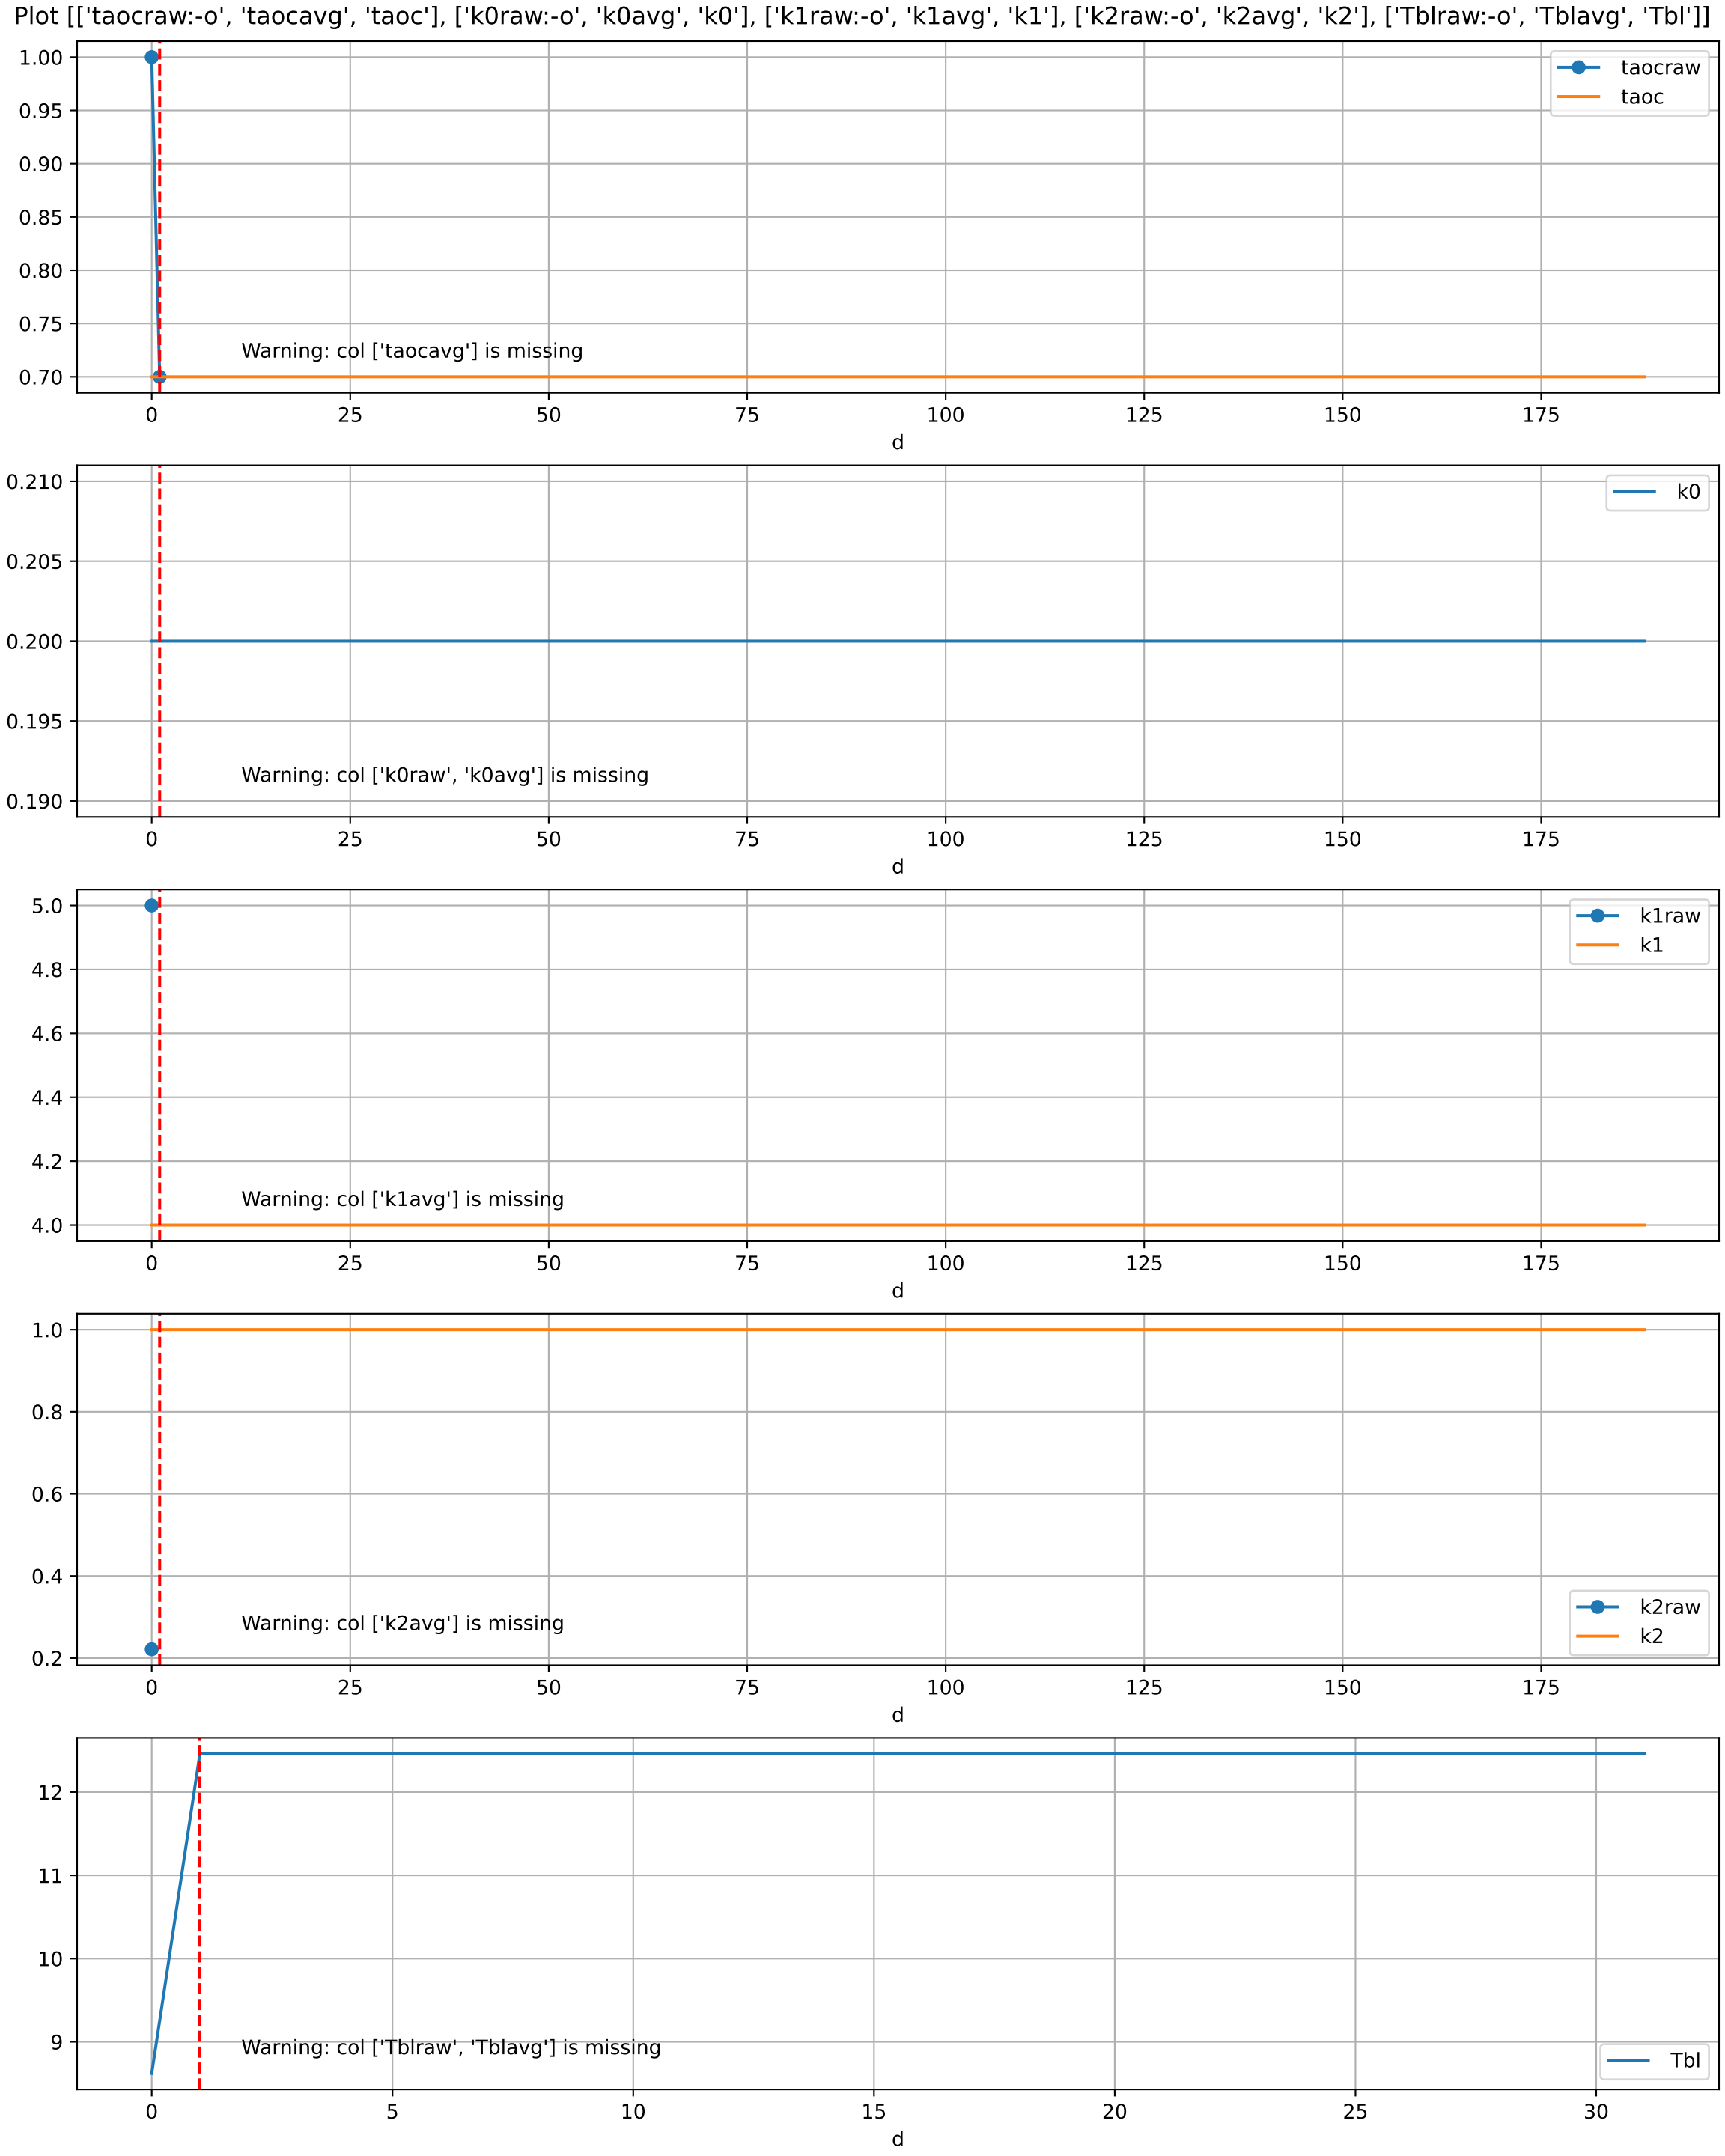 Plot [['taocraw:-o', 'taocavg', 'taoc'], ['k0raw:-o', 'k0avg', 'k0'], ['k1raw:-o', 'k1avg', 'k1'], ['k2raw:-o', 'k2avg', 'k2'], ['Tblraw:-o', 'Tblavg', 'Tbl']]
1.00
0.95
0.90
0.85
0.80
0.75
0.70
taocraw
taoc
Warning: col ['taocavg'] is missing
0 25 50 75 100 125 150 175
d
0.210
0.205
0.200
0.195
0.190
k0
Warning: col ['k0raw', 'k0avg'] is missing
0 25 50 75 100 125 150 175
d
5.0
4.8
4.6
4.4
4.2
4.0
k1raw
k1
Warning: col ['k1avg'] is missing
0 25 50 75 100 125 150 175
d
1.0
0.8
0.6
0.4
0.2
Warning: col ['k2avg'] is missing
k2raw
k2
0 25 50 75 100 125 150 175
d
12
11
10
9
Warning: col ['Tblraw', 'Tblavg'] is missing
Tbl
0 5 10 15 20 25 30
d